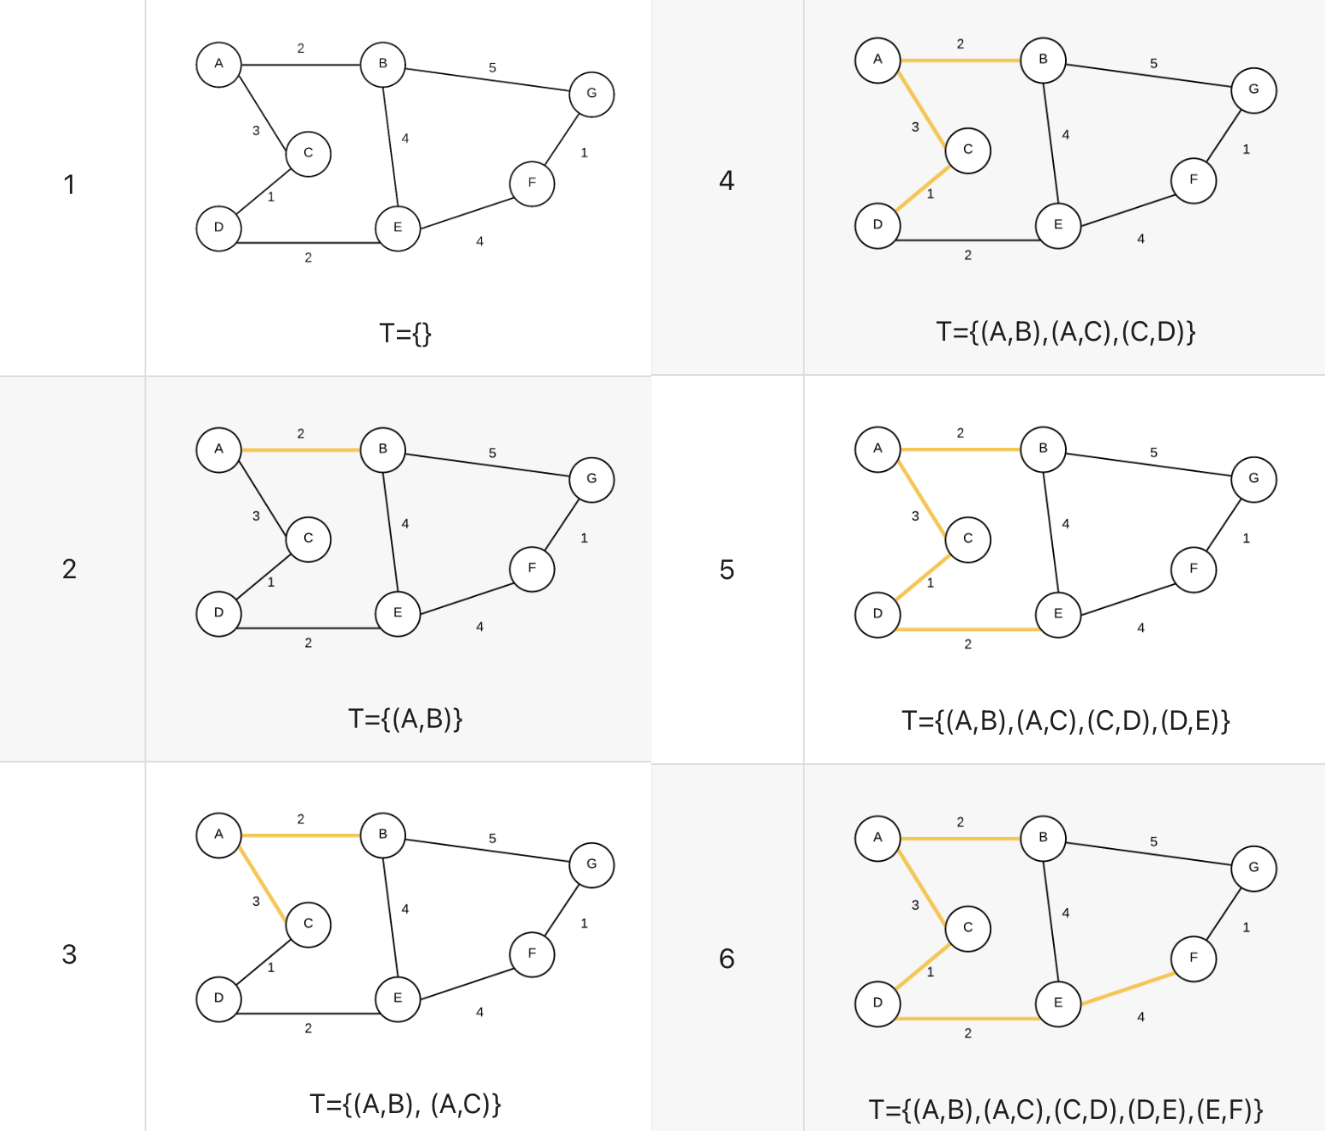 1
A
2
B
5
G
3
C
4
1
F
1
D
E
4
2
T={}
2
A
2
B
5
G
3
C
4
1
F
1
D
E
4
2
T={(A,B)}
3
A
2
B
5
G
3
C
4
1
F
1
D
E
4
2
T={(A,B), (A,C)}
4
A
2
B
5
G
3
C
4
1
F
1
D
E
4
2
T={(A,B),(A,C),(C,D)}
5
A
2
B
5
G
3
C
4
1
F
1
D
E
4
2
T={(A,B),(A,C),(C,D),(D,E)}
6
A
2
B
5
G
3
C
4
1
F
1
D
E
4
2
T={(A,B),(A,C),(C,D),(D,E),(E,F)}